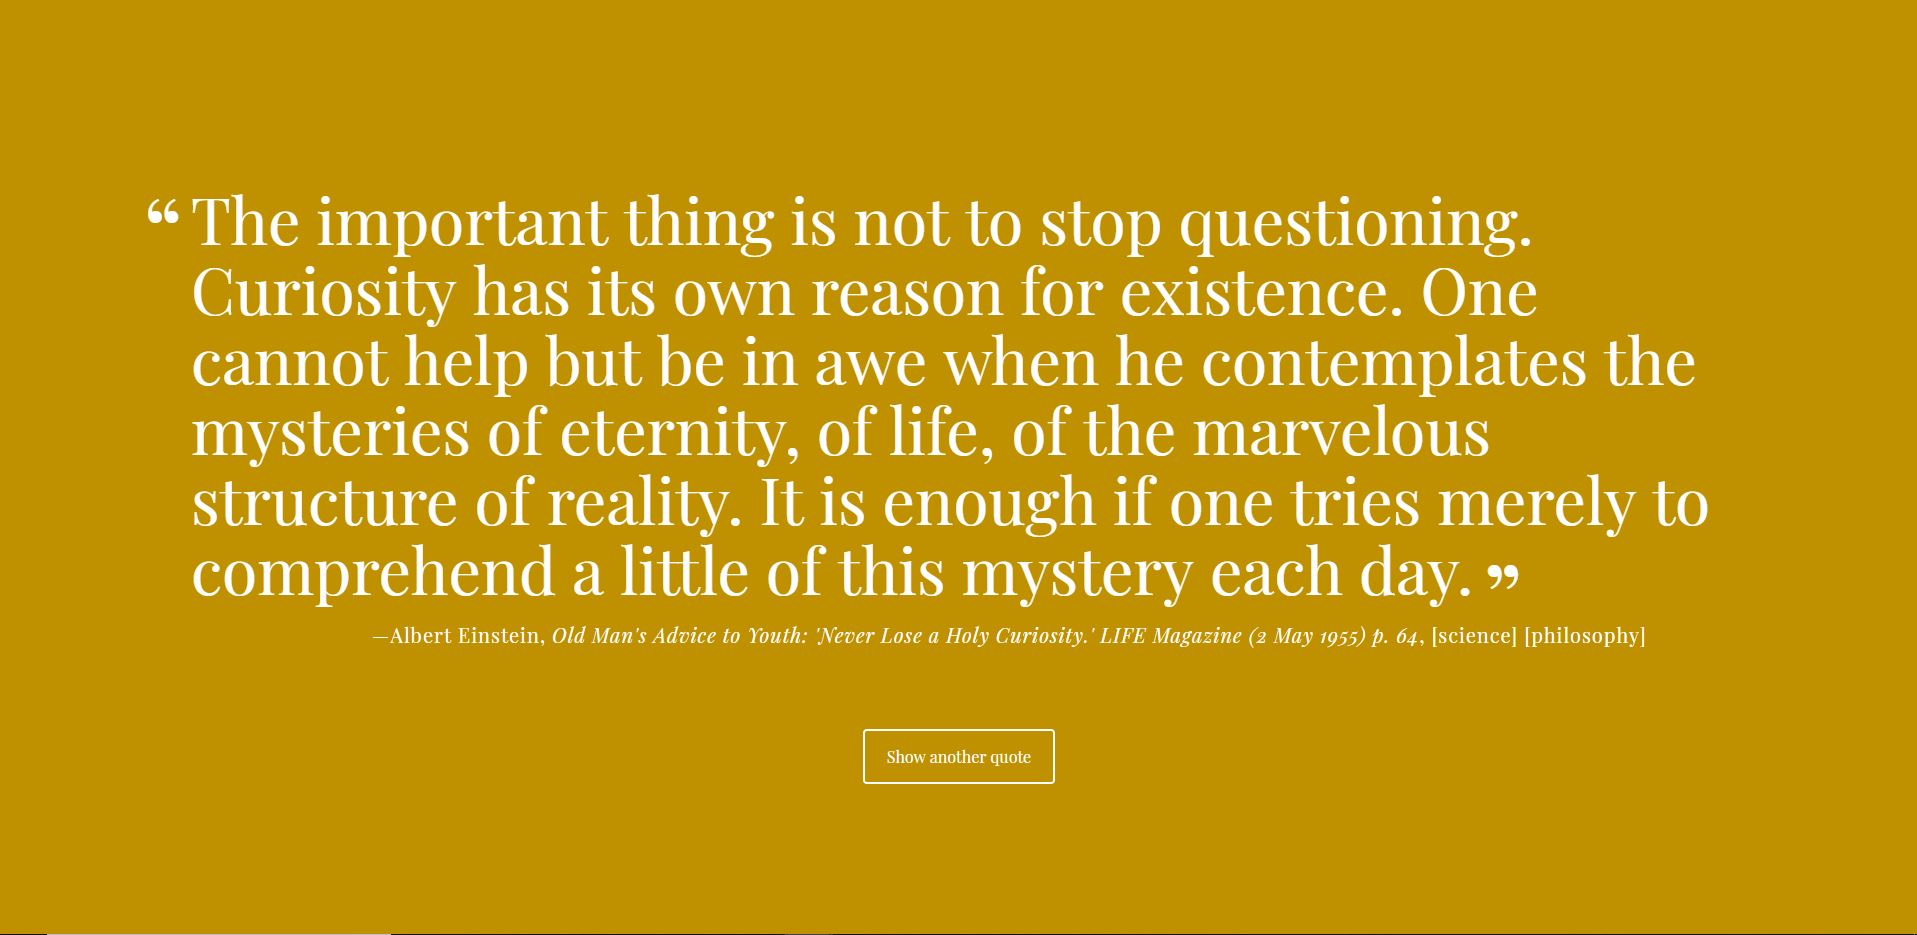 “The important thing is not to stop questioning.
Curiosity has its own reason for existence. One
cannot help but be in awe when he contemplates the
mysteries of eternity, of life, of the marvelous
structure of reality. It is enough if one tries merely to
comprehend a little of this mystery each day.”
—Albert Einstein, Old Man's Advice to Youth: 'Never Lose a Holy Curiosity.' LIFE Magazine (2 May 1955) p. 64, [science] [philosophy]
Show another quote